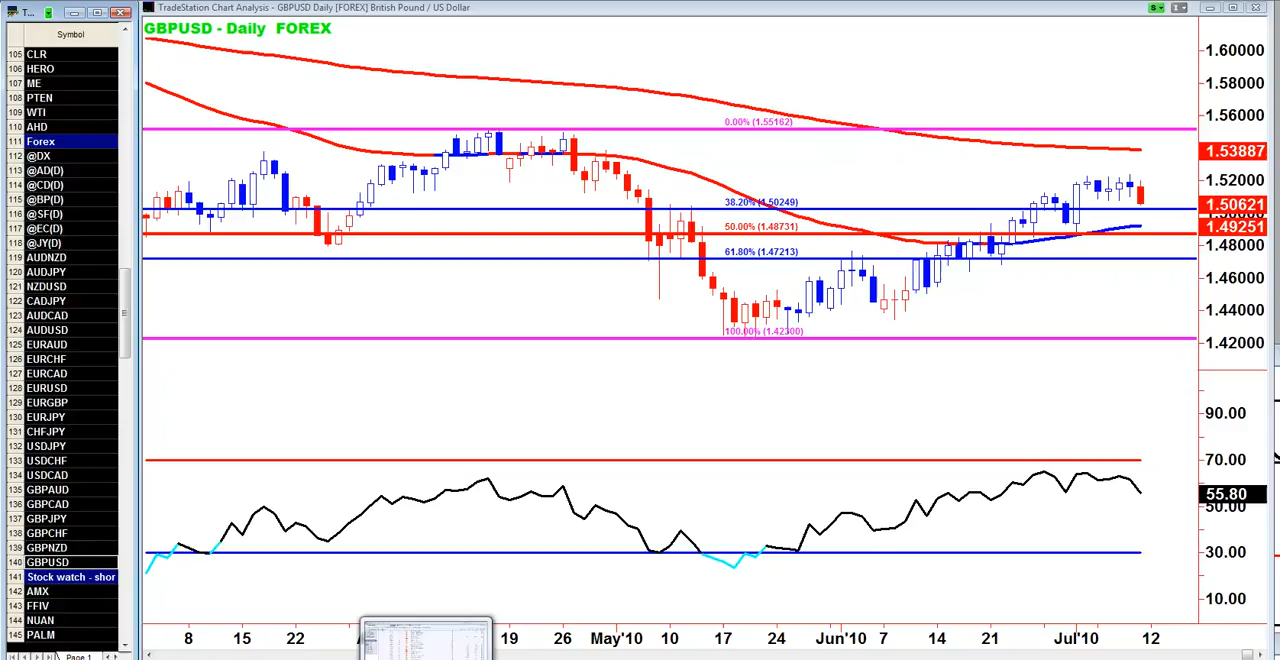 T...
TradeStation Chart Analysis - GBPUSD Daily [FOREX] British Pound / US Dollar
S
I
Symbol
GBPUSD - Daily FOREX
105 CLR
106 HERO
107 ME
108 PTEN
109 WTI
110 AHD
111 Forex
112 @DX
113 @AD(D)
114 @CD(D)
115 @BP(D)
116 @SF(D)
117 @EC(D)
118 @JY(D)
119 AUDNZD
120 AUDJPY
121 NZDUSD
122 CADJPY
123 AUDCAD
124 AUDUSD
125 EURAUD
126 EURCHF
127 EURCAD
128 EURUSD
129 EURGBP
130 EURJPY
131 CHFJPY
132 USDJPY
133 USDCHF
134 USDCAD
135 GBPAUD
136 GBPCAD
137 GBPJPY
138 GBPCHF
139 GBPNZD
140 GBPUSD
141 Stock watch - shor
142 AMX
143 FFIV
144 NUAN
145 PALM
Page 1
0.00% (1.55162)
38.20% (1.50249)
50.00% (1.48731)
61.80% (1.47213)
100.00% (1.42300)
1.60000
1.58000
1.56000
1.53887
1.52000
1.50621
1.49251
1.48000
1.46000
1.44000
1.42000
90.00
70.00
55.80
50.00
30.00
10.00
8 15 22 19 26 May'10 10 17 24 Jun'10 7 14 21 Jul'10 12